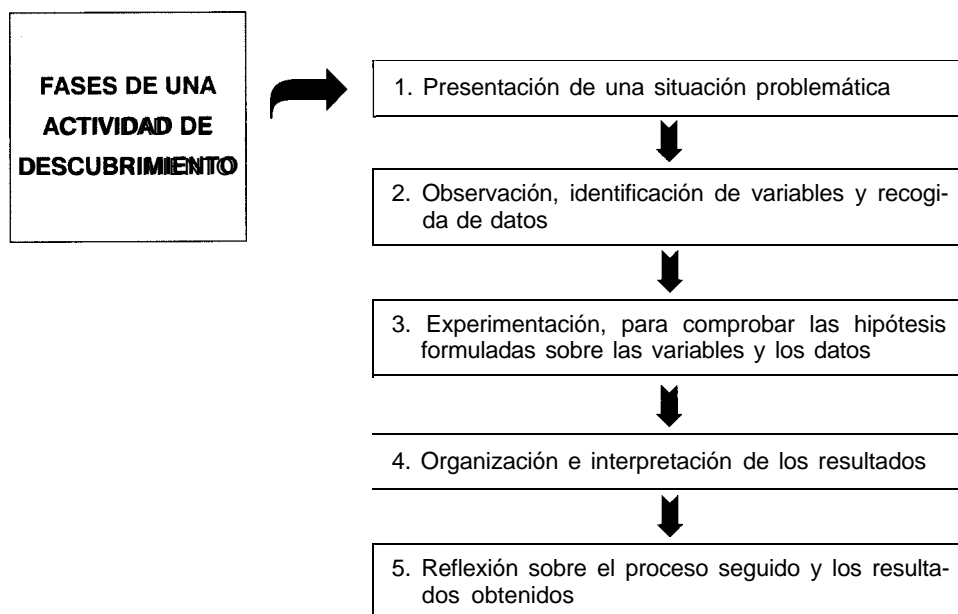 FASES DE UNA
ACTIVIDAD DE
DESCUBRIMIENTO
1. Presentación de una situación problemática
2. Observación, identificación de variables y recogi-
da de datos
3. Experimentación, para comprobar las hipótesis
formuladas sobre las variables y los datos
4. Organización e interpretación de los resultados
5. Reflexión sobre el proceso seguido y los resulta-
dos obtenidos